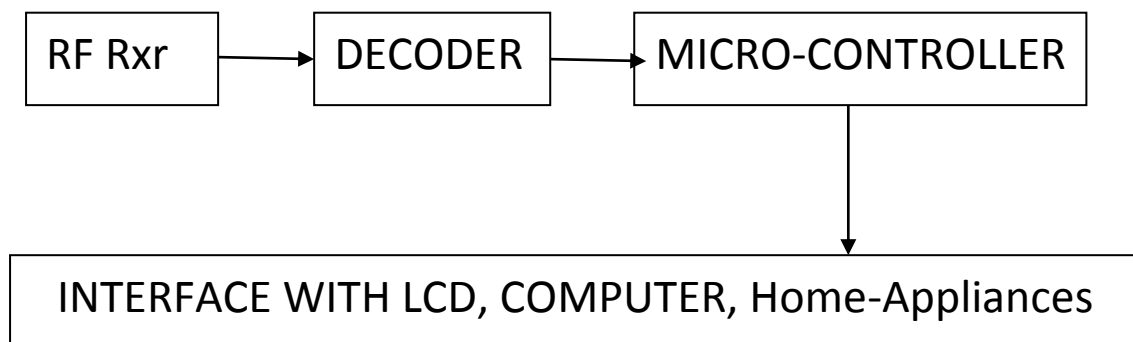 RF Rxr
DECODER
MICRO-CONTROLLER
INTERFACE WITH LCD, COMPUTER, Home-Appliances